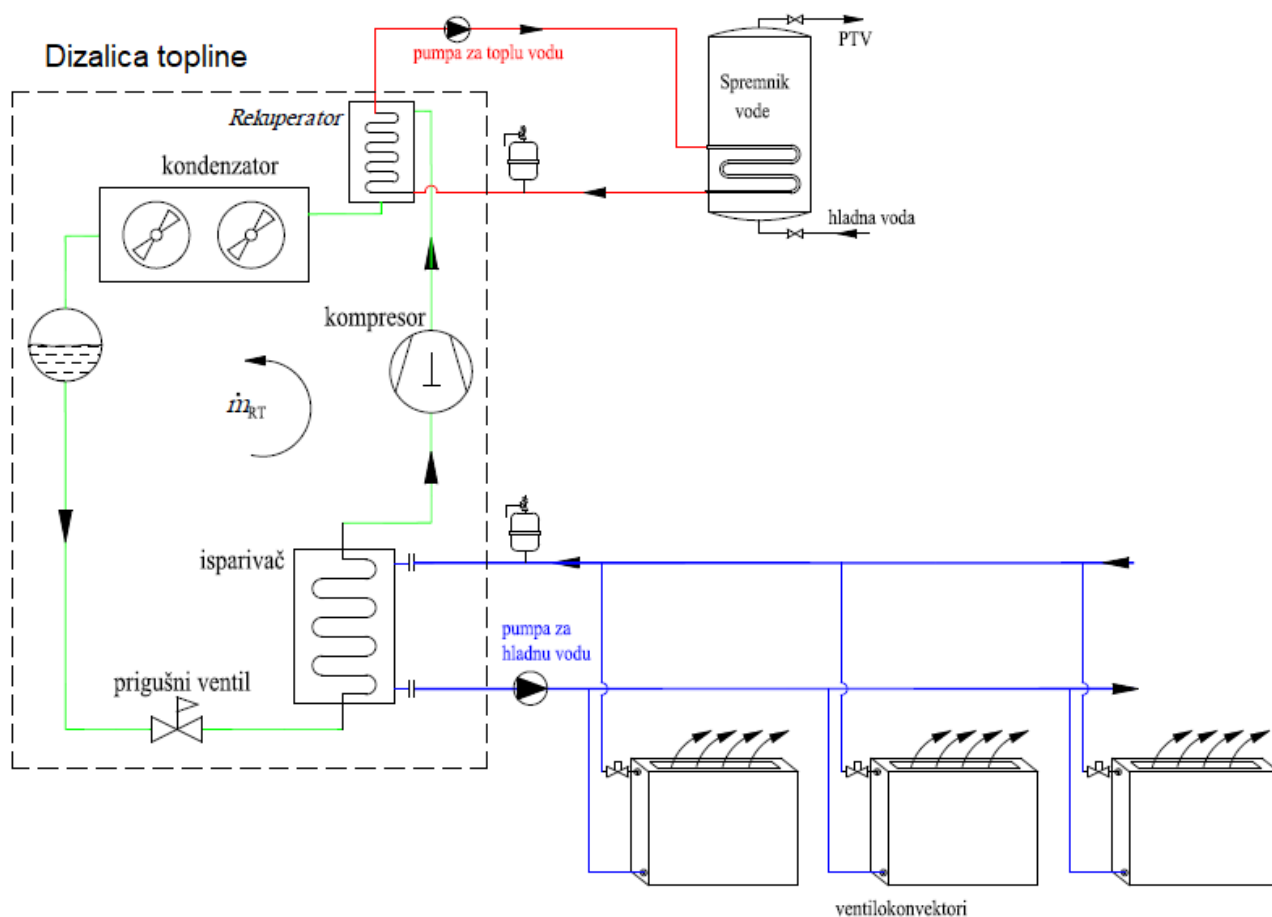 Dizalica topline
pumpa za toplu vodu
PTV
Spremnik
vode
Rekuperator
kondenzator
hladna voda
kompresor
ṁRT
isparivač
pumpa za
hladnu vodu
prigušni ventil
ventilokonvektori